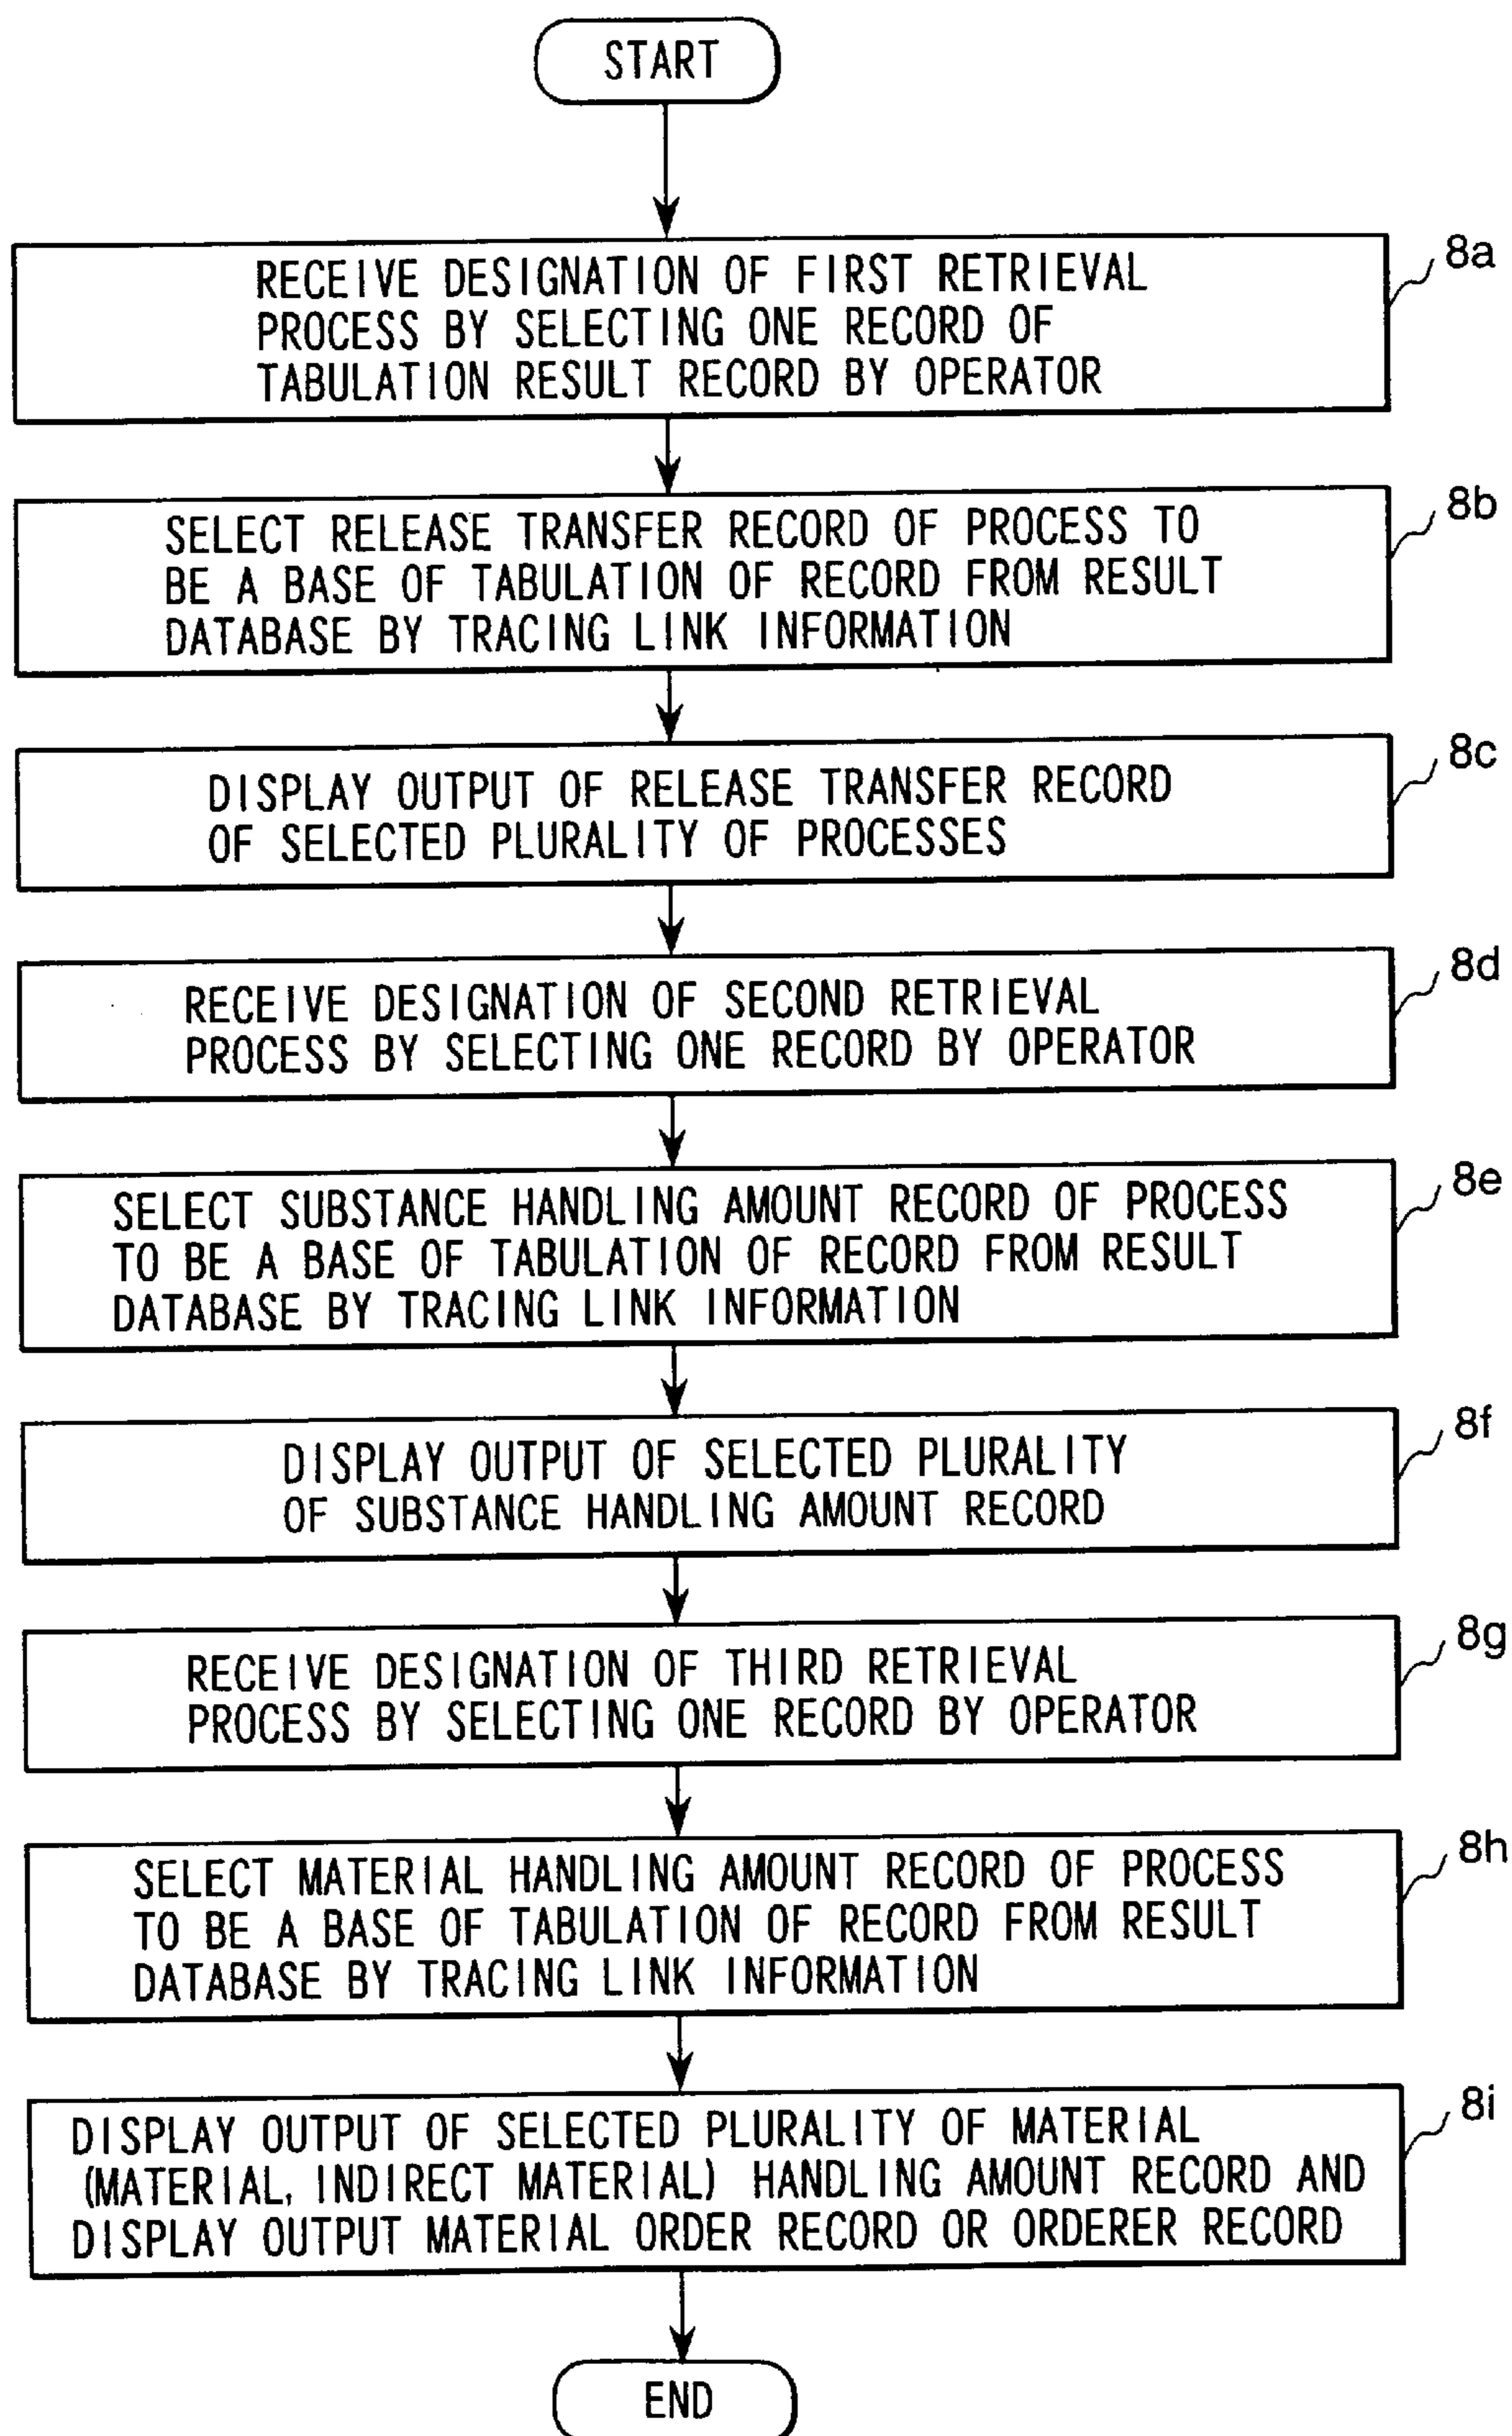 START
8a
RECEIVE DESIGNATION OF FIRST RETRIEVAL
PROCESS BY SELECTING ONE RECORD OF
TABULATION RESULT RECORD BY OPERATOR
8b
SELECT RELEASE TRANSFER RECORD OF PROCESS TO
BE A BASE OF TABULATION OF RECORD FROM RESULT
DATABASE BY TRACING LINK INFORMATION
8c
DISPLAY OUTPUT OF RELEASE TRANSFER RECORD
OF SELECTED PLURALITY OF PROCESSES
8d
RECEIVE DESIGNATION OF SECOND RETRIEVAL
PROCESS BY SELECTING ONE RECORD BY OPERATOR
8e
SELECT SUBSTANCE HANDLING AMOUNT RECORD OF PROCESS
TO BE A BASE OF TABULATION OF RECORD FROM RESULT
DATABASE BY TRACING LINK INFORMATION
8f
DISPLAY OUTPUT OF SELECTED PLURALITY
OF SUBSTANCE HANDLING AMOUNT RECORD
8g
RECEIVE DESIGNATION OF THIRD RETRIEVAL
PROCESS BY SELECTING ONE RECORD BY OPERATOR
8h
SELECT MATERIAL HANDLING AMOUNT RECORD OF PROCESS
TO BE A BASE OF TABULATION OF RECORD FROM RESULT
DATABASE BY TRACING LINK INFORMATION
8i
DISPLAY OUTPUT OF SELECTED PLURALITY OF MATERIAL
(MATERIAL, INDIRECT MATERIAL) HANDLING AMOUNT RECORD AND
DISPLAY OUTPUT MATERIAL ORDER RECORD OR ORDERER RECORD
END